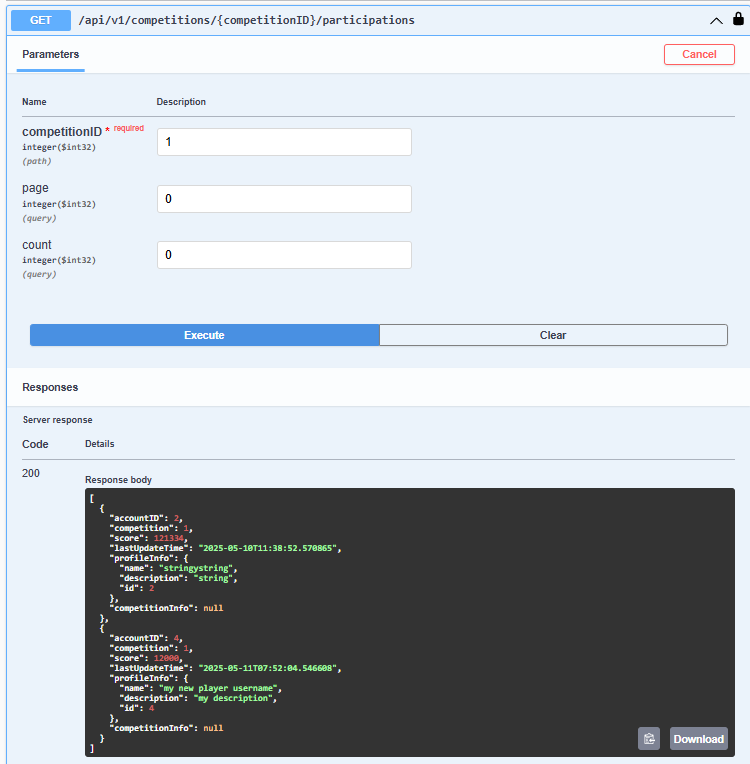 GET /api/v1/competitions/{competitionID}/participations
Parameters
Cancel
Name Description
competitionID * required
integer($int32)
(path)
1
page
integer($int32)
(query)
0
count
integer($int32)
(query)
0
Execute Clear
Responses
Server response
Code Details
200
Response body
[
{
"accountID": 2,
"competition": 1,
"score": 121334,
"lastUpdateTime": "2025-05-10T11:38:52.570865",
"profileInfo": {
"name": "stringystring",
"description": "string",
"id": 2
},
"competitionInfo": null
},
{
"accountID": 4,
"competition": 1,
"score": 12000,
"lastUpdateTime": "2025-05-11T07:52:04.546608",
"profileInfo": {
"name": "my new player username",
"description": "my description",
"id": 4
},
"competitionInfo": null
}
]
Download